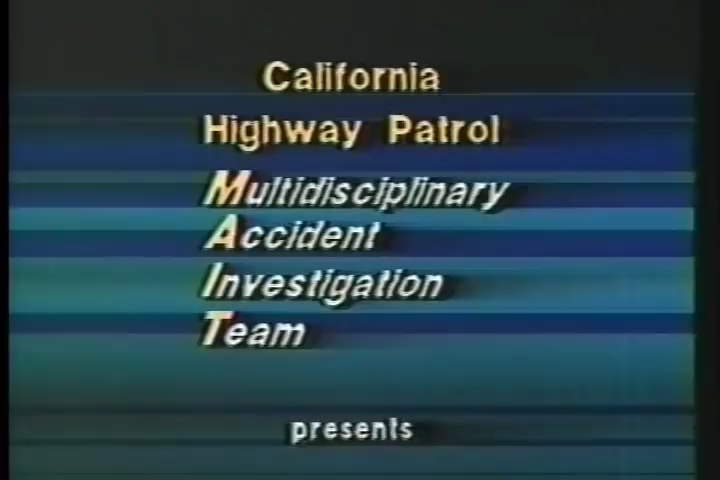 California
Highway Patrol
Multidisciplinary
Accident
Investigation
Team
presents